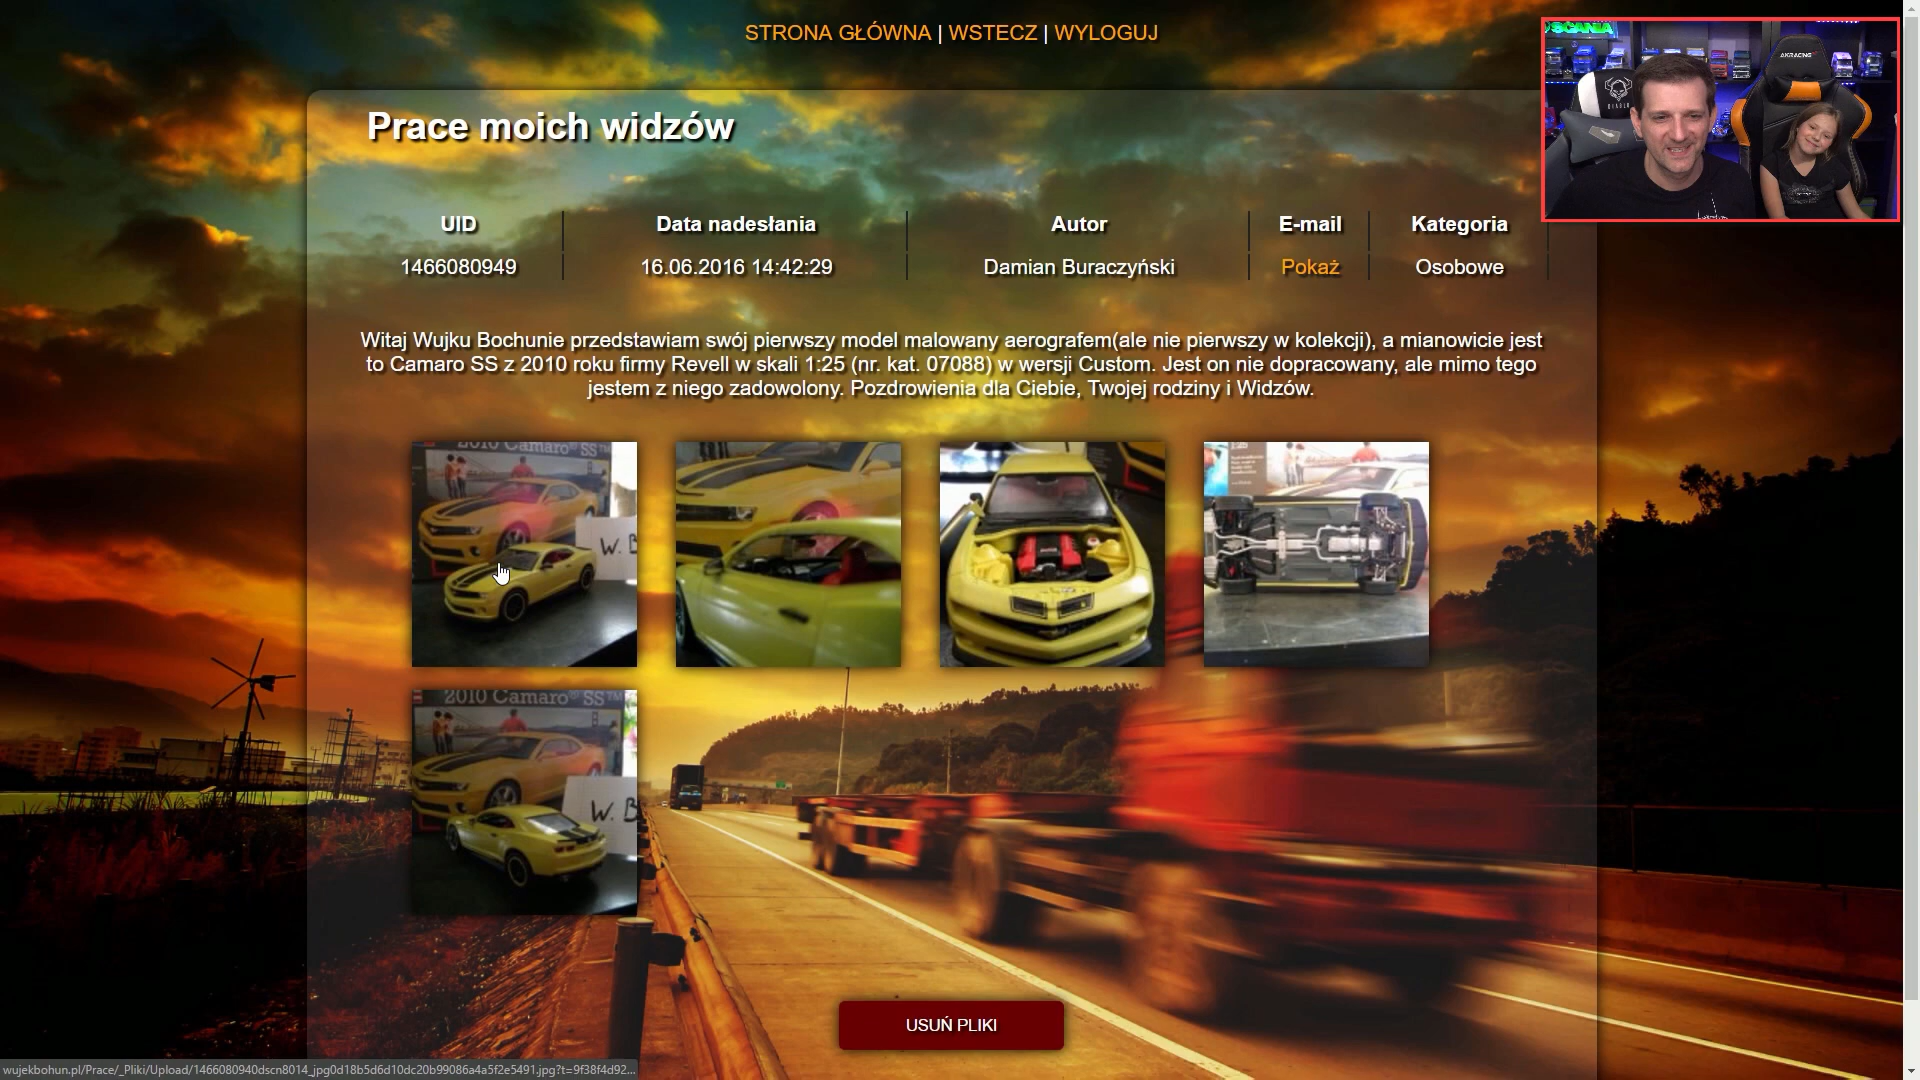 STRONA GŁÓWNA | WSTECZ | WYLOGUJ
SCANIA
AKRACING
Prace moich widzów
UID Data nadesłania Autor E-mail Kategoria
1466080949 16.06.2016 14:42:29 Damian Buraczyński Pokaż Osobowe
Witaj Wujku Bochunie przedstawiam swój pierwszy model malowany aerografem(ale nie pierwszy w kolekcji), a mianowicie jest
to Camaro SS z 2010 roku firmy Revell w skali 1:25 (nr. kat. 07088) w wersji Custom. Jest on nie dopracowany, ale mimo tego
jestem z niego zadowolony. Pozdrowienia dla Ciebie, Twojej rodziny i Widzów.
2010 Camaro® SS™
W. B
2010 Camaro® SS™
W. B
USUŃ PLIKI
wujekbohun.pl/Prace/_Pliki/Upload/1466080940dscn8014_jpg0d18b5d6d10dc20b99086a4a5f2e5491.jpg?t=9f38f4d92...